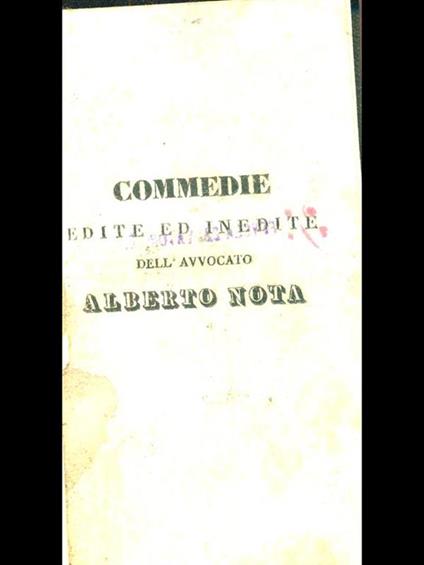 COMMEDIE
EDITE ED INEDITE
DELL'AVVOCATO
ALBERTO NOTA